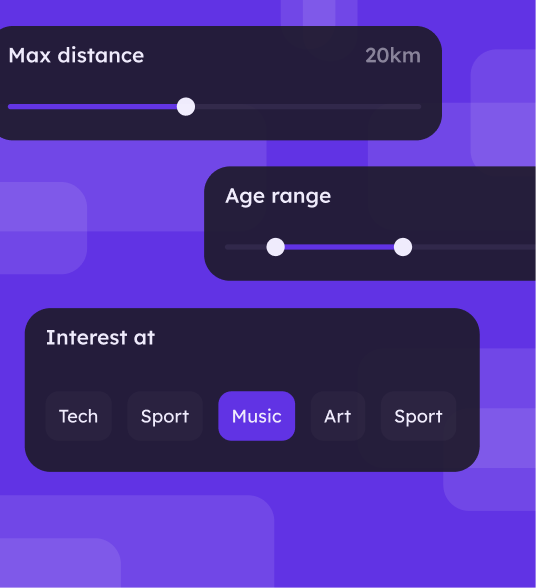 Max distance 20km
Age range
Interest at
Tech Sport Music Art Sport